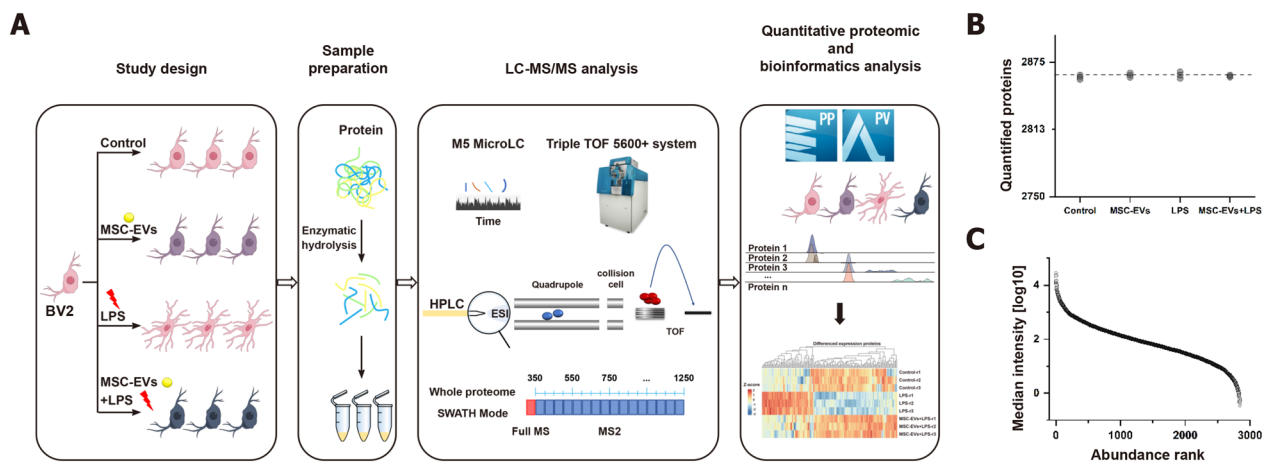 A
Study design
Control
MSC-EVs
BV2
LPS
MSC-EVs
+LPS
Sample
preparation
Protein
Enzymatic
hydrolysis
LC-MS/MS analysis
M5 MicroLC
Triple TOF 5600+ system
Time
Quadrupole
collision
cell
HPLC
ESI
TOF
350
550
750
...
1250
Whole proteome
SWATH Mode
Full MS
MS2
Quantitative proteomic
and
bioinformatics analysis
PP
PV
Protein 1
Protein 2
Protein 3
...
Protein n
Differenced expression proteins
Z-score
Control-r1
Control-r2
Control-r3
LPS-r1
LPS-r2
LPS-r3
MSC-EVs+LPS-r1
MSC-EVs+LPS-r2
MSC-EVs+LPS-r3
B
Quantified proteins
2875
2813
2750
Control
MSC-EVs
LPS
MSC-EVs+LPS
C
Median intensity [log10]
4
2
0
0
1000
2000
3000
Abundance rank